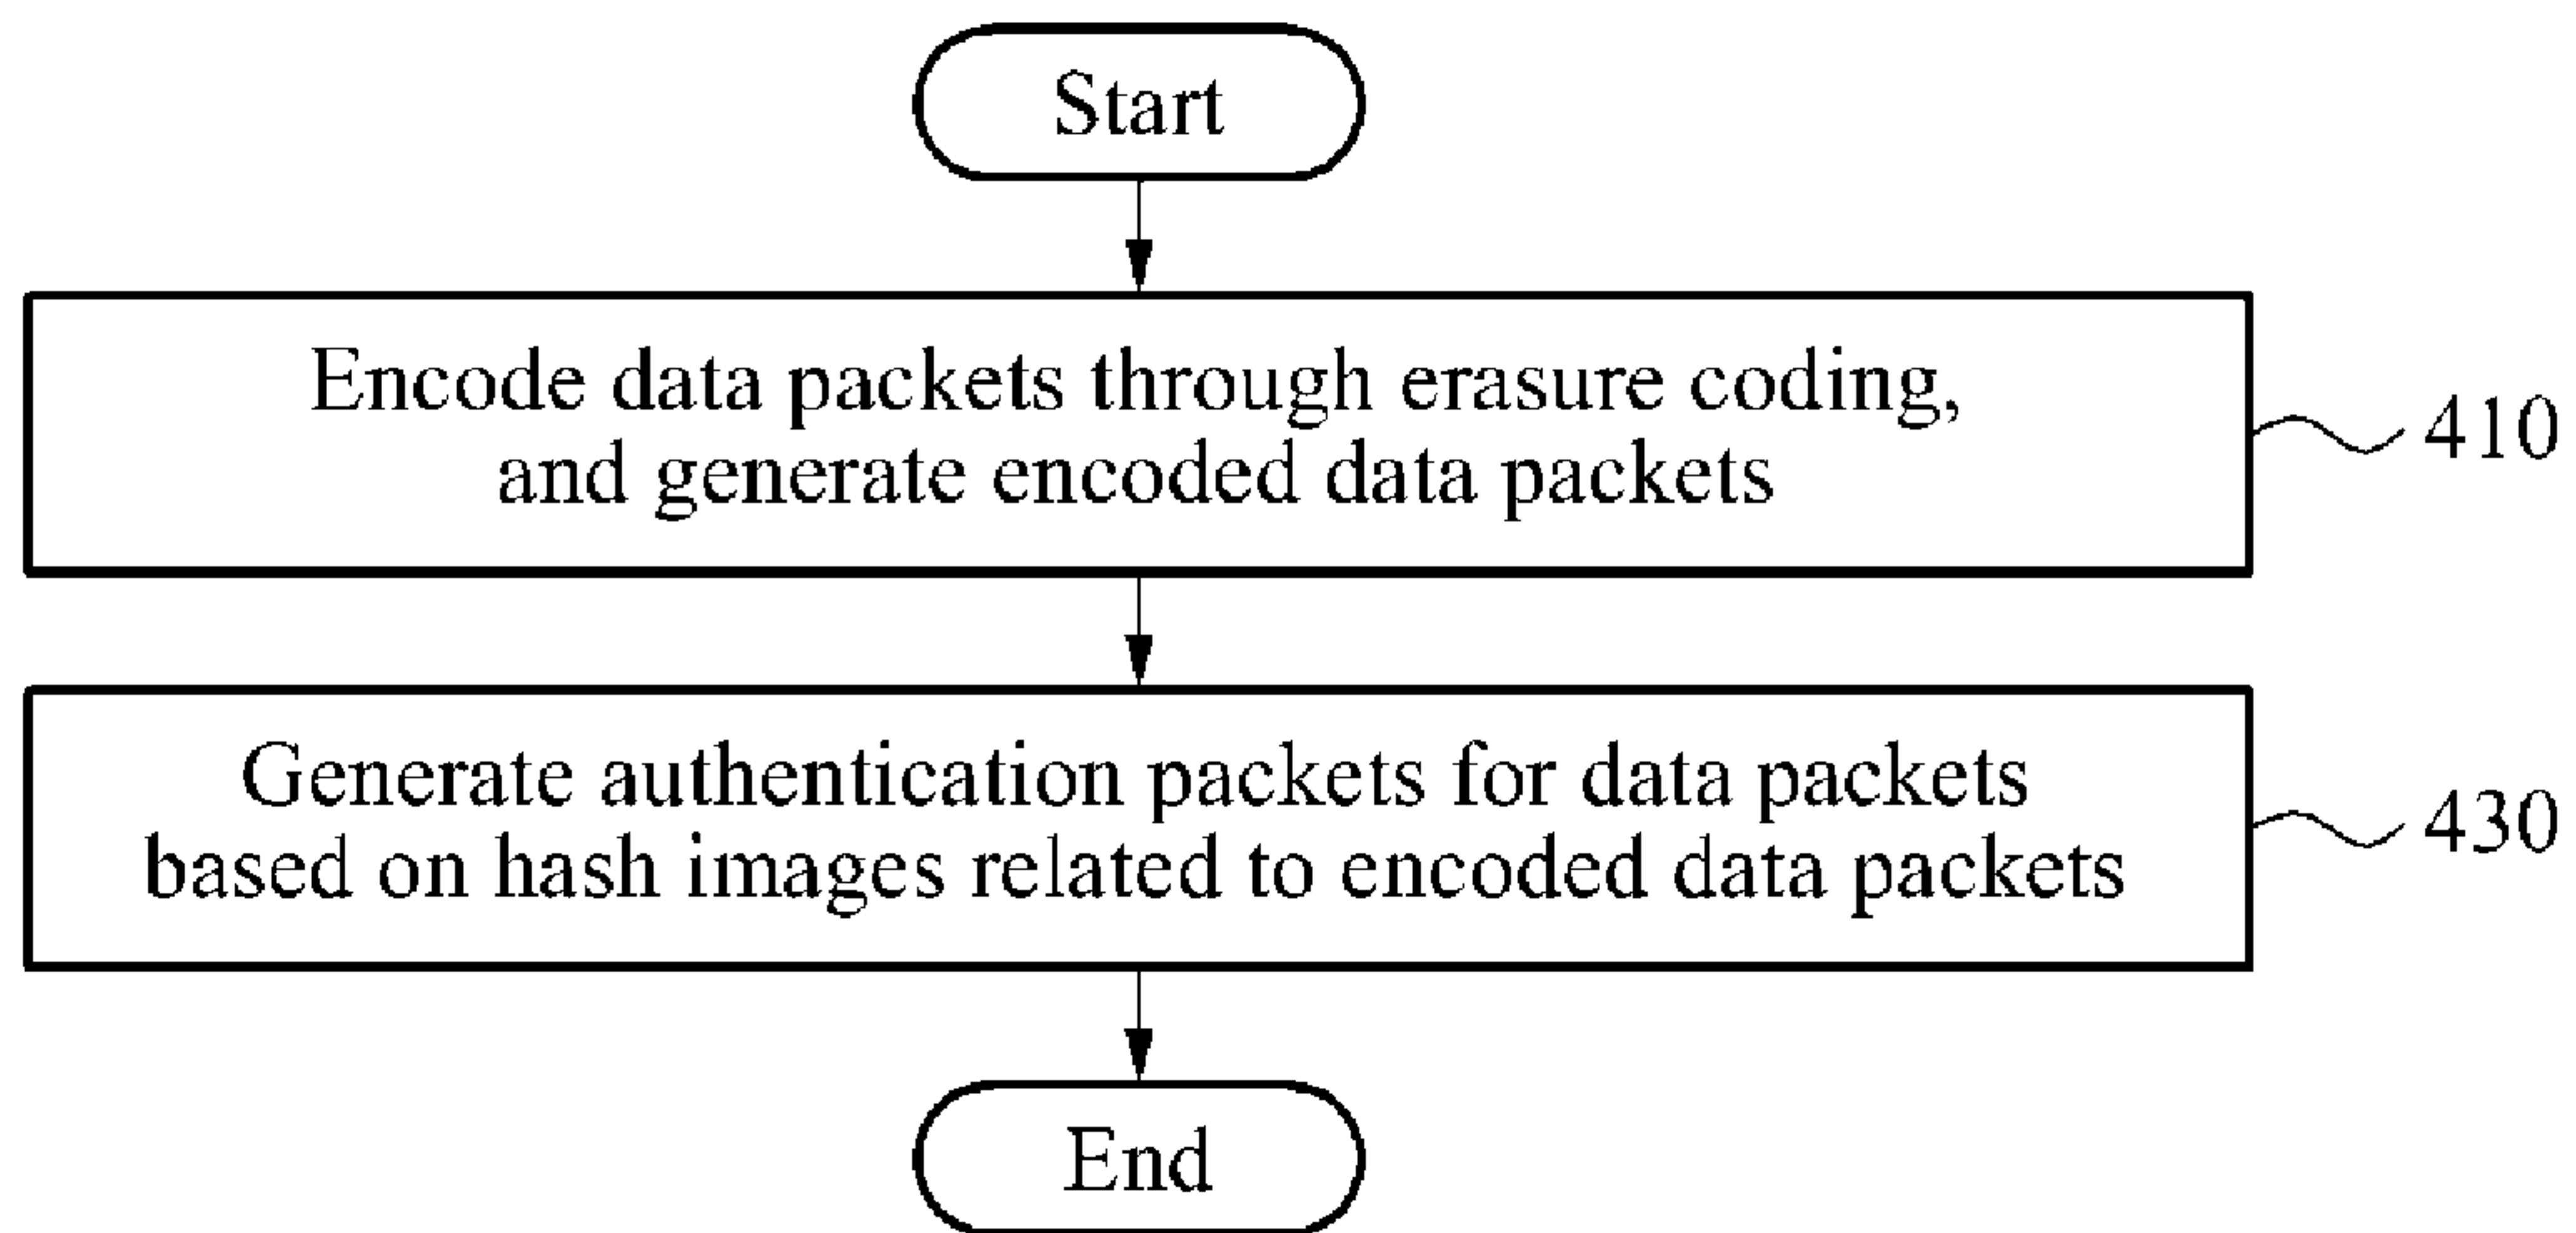 Start
Encode data packets through erasure coding,
and generate encoded data packets
410
Generate authentication packets for data packets
based on hash images related to encoded data packets
430
End